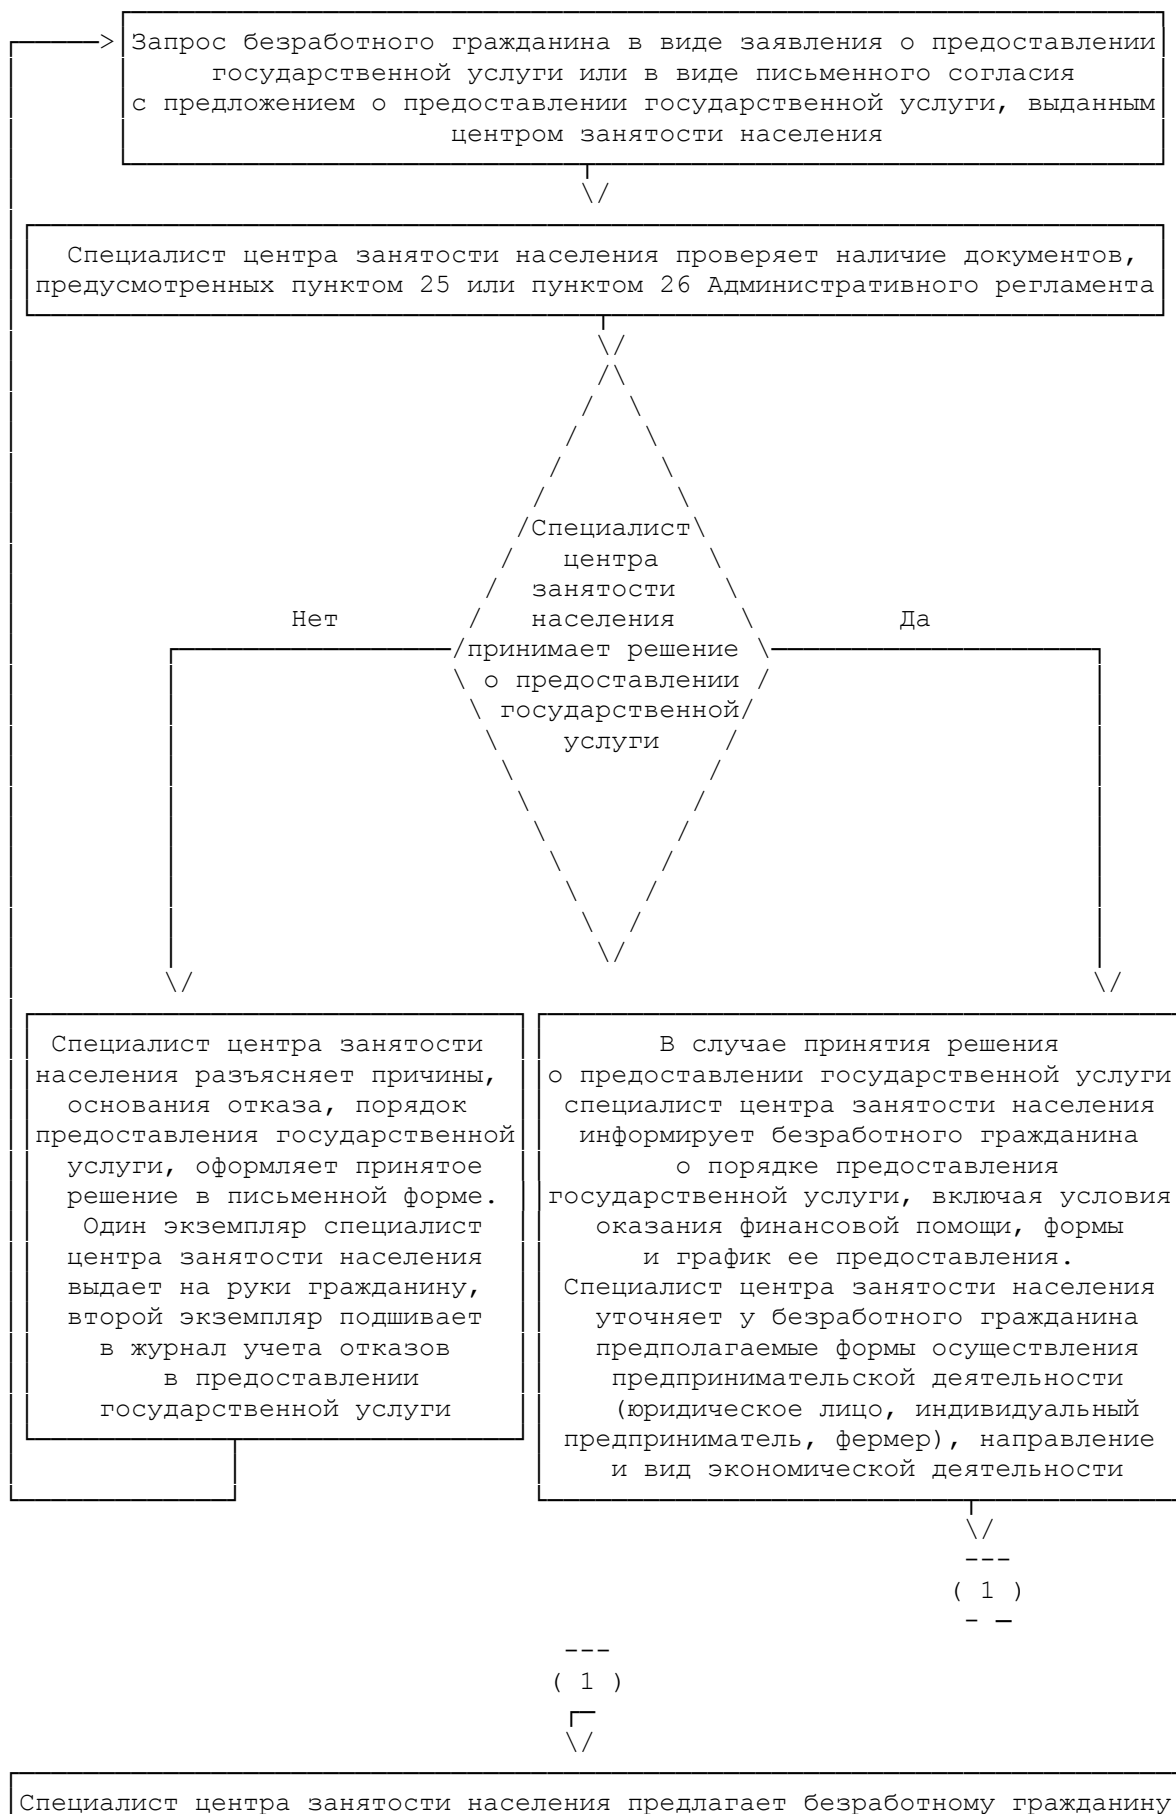 Запрос безработного гражданина в виде заявления о предоставлении
государственной услуги или в виде письменного согласия
с предложением о предоставлении государственной услуги, выданным
центром занятости населения
Специалист центра занятости населения проверяет наличие документов,
предусмотренных пунктом 25 или пунктом 26 Административного регламента
Специалист
центра
занятости
населения
принимает решение
о предоставлении
государственной
услуги
Нет
Да
Специалист центра занятости
населения разъясняет причины,
основания отказа, порядок
предоставления государственной
услуги, оформляет принятое
решение в письменной форме.
Один экземпляр специалист
центра занятости населения
выдает на руки гражданину,
второй экземпляр подшивает
в журнал учета отказов
в предоставлении
государственной услуги
В случае принятия решения
о предоставлении государственной услуги
специалист центра занятости населения
информирует безработного гражданина
о порядке предоставления
государственной услуги, включая условия
оказания финансовой помощи, формы
и график ее предоставления.
Специалист центра занятости населения
уточняет у безработного гражданина
предполагаемые формы осуществления
предпринимательской деятельности
(юридическое лицо, индивидуальный
предприниматель, фермер), направление
и вид экономической деятельности
( 1 )
( 1 )
Специалист центра занятости населения предлагает безработному гражданину